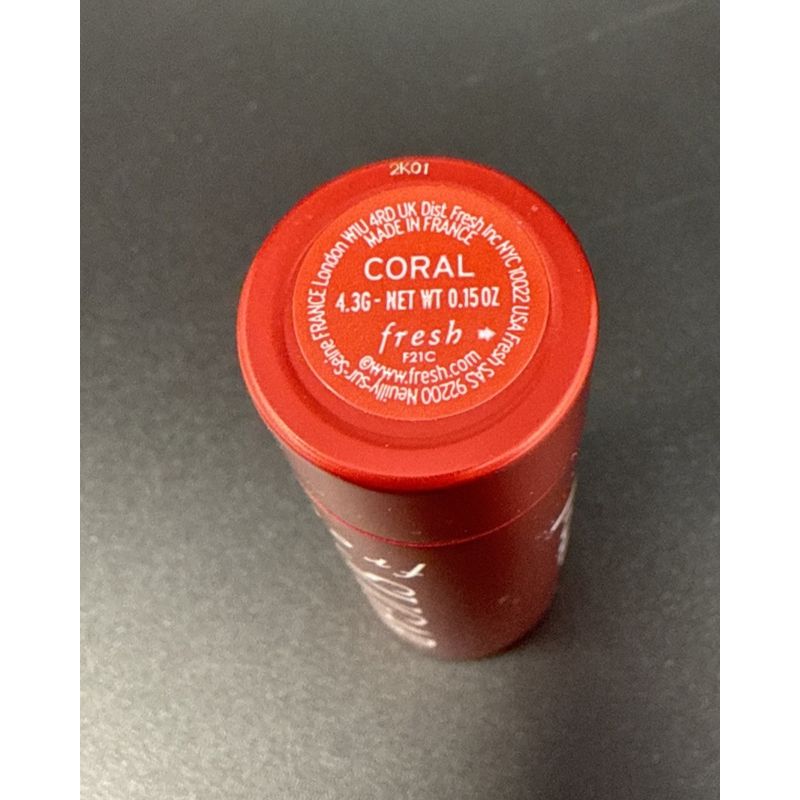 2K01
London W1U 4RD UK Dist. Fresh Inc NYC 10022 USA Fresh SAS 92200 Neuilly-sur-Seine FRANCE
MADE IN FRANCE
CORAL
4.3G - NET WT 0.15 OZ
fresh
F21C
©www.fresh.com